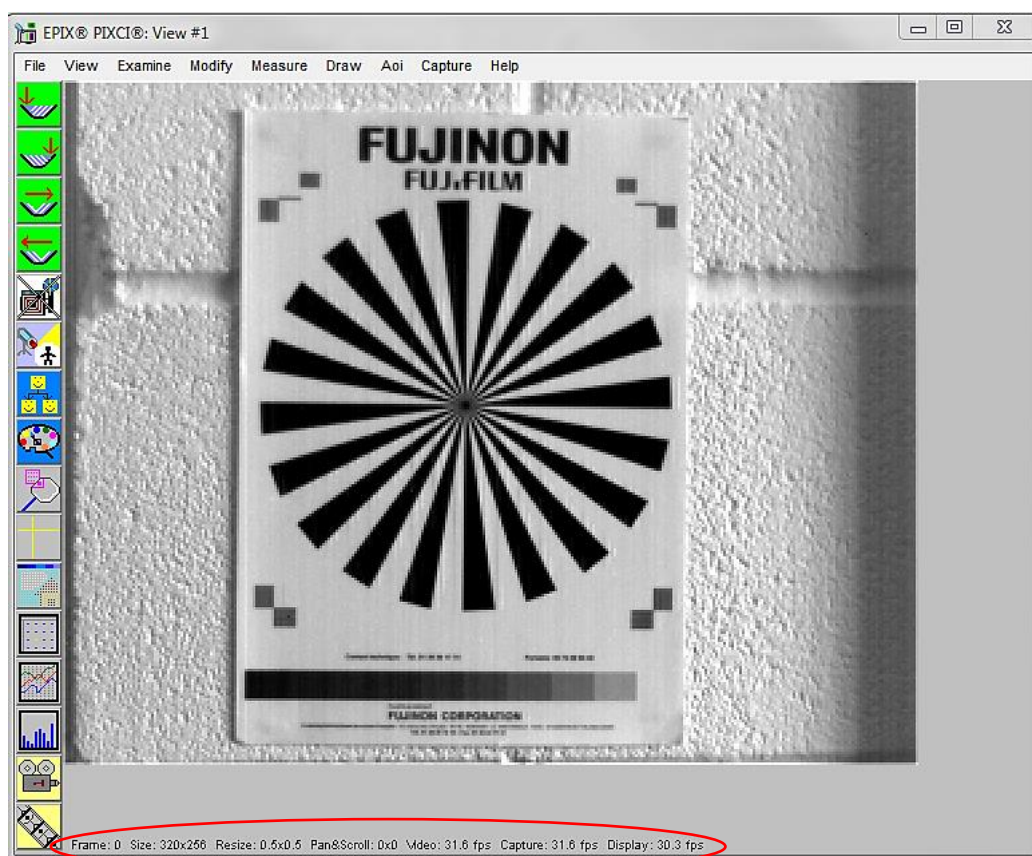 EPIX® PIXCI®: View #1
File View Examine Modify Measure Draw Aoi Capture Help
FUJINON
FUJIFILM
FUJINON CORPORATION
Frame: 0 Size: 320x256 Resize: 0.5x0.5 Pan&Scroll: 0x0 Video: 31.6 fps Capture: 31.6 fps Display: 30.3 fps